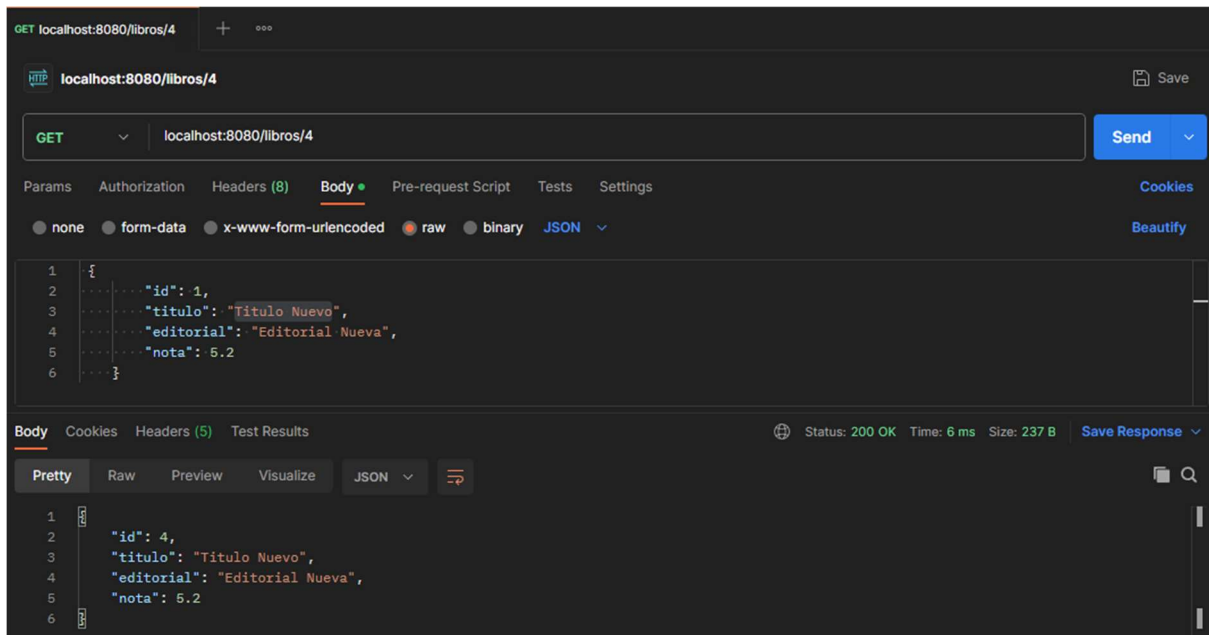 GET localhost:8080/libros/4
HTTP localhost:8080/libros/4 Save
GET localhost:8080/libros/4 Send
Params Authorization Headers (8) Body Pre-request Script Tests Settings Cookies
none form-data x-www-form-urlencoded raw binary JSON Beautify
1 {
2 "id": 1,
3 "titulo": "Titulo Nuevo",
4 "editorial": "Editorial Nueva",
5 "nota": 5.2
6 }
Body Cookies Headers (5) Test Results Status: 200 OK Time: 6 ms Size: 237 B Save Response
Pretty Raw Preview Visualize JSON
1 {
2 "id": 4,
3 "titulo": "Titulo Nuevo",
4 "editorial": "Editorial Nueva",
5 "nota": 5.2
6 }